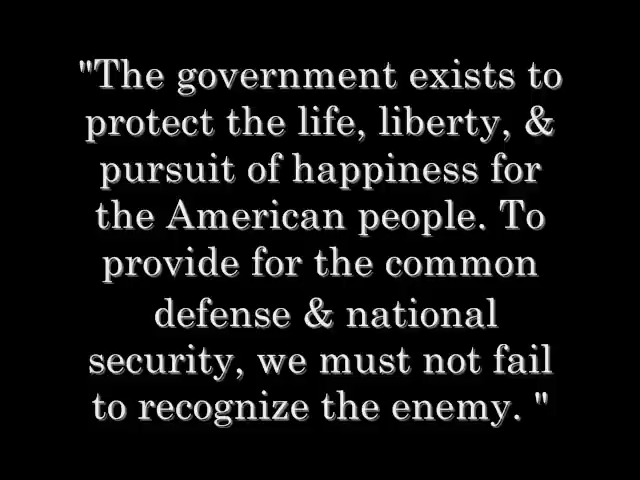 "The government exists to
protect the life, liberty, &
pursuit of happiness for
the American people. To
provide for the common
defense & national
security, we must not fail
to recognize the enemy. "